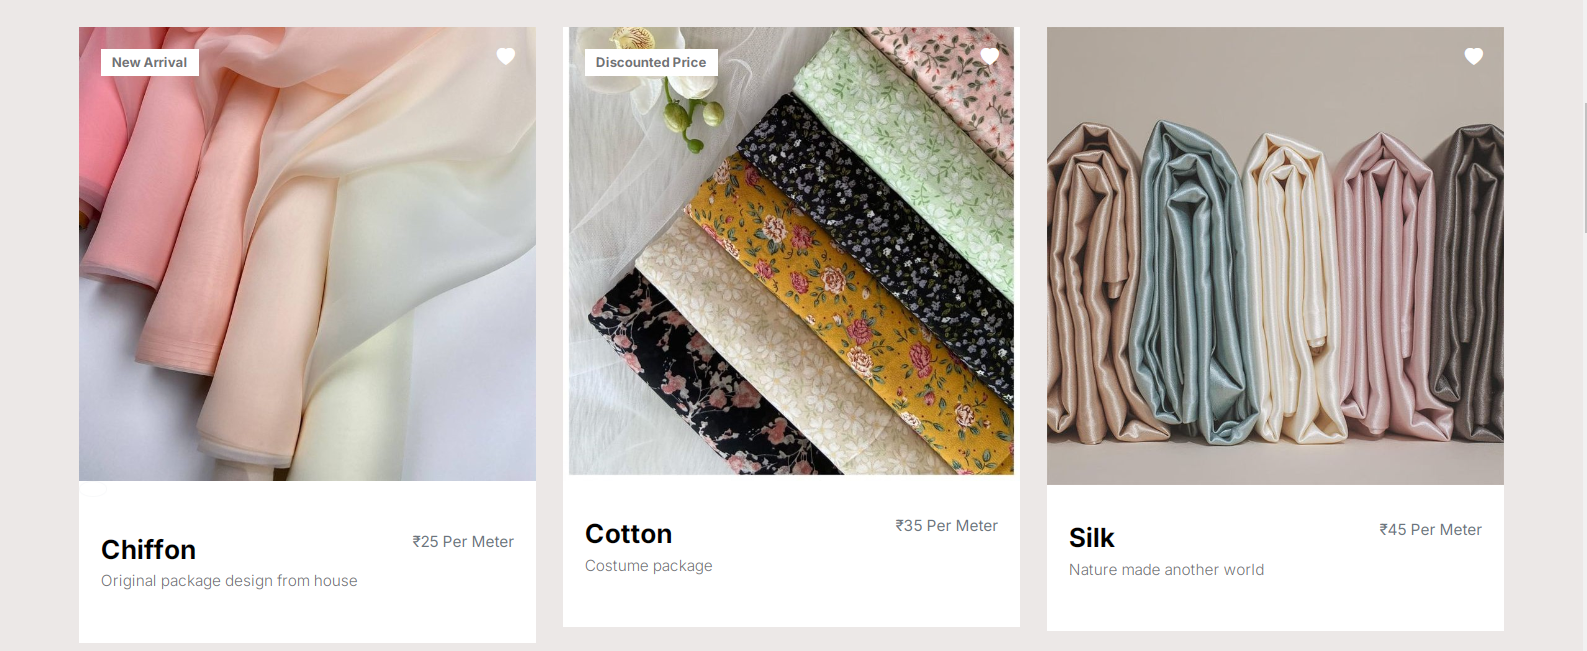 New Arrival
Chiffon
₹25 Per Meter
Original package design from house
Discounted Price
Cotton
₹35 Per Meter
Costume package
Silk
₹45 Per Meter
Nature made another world